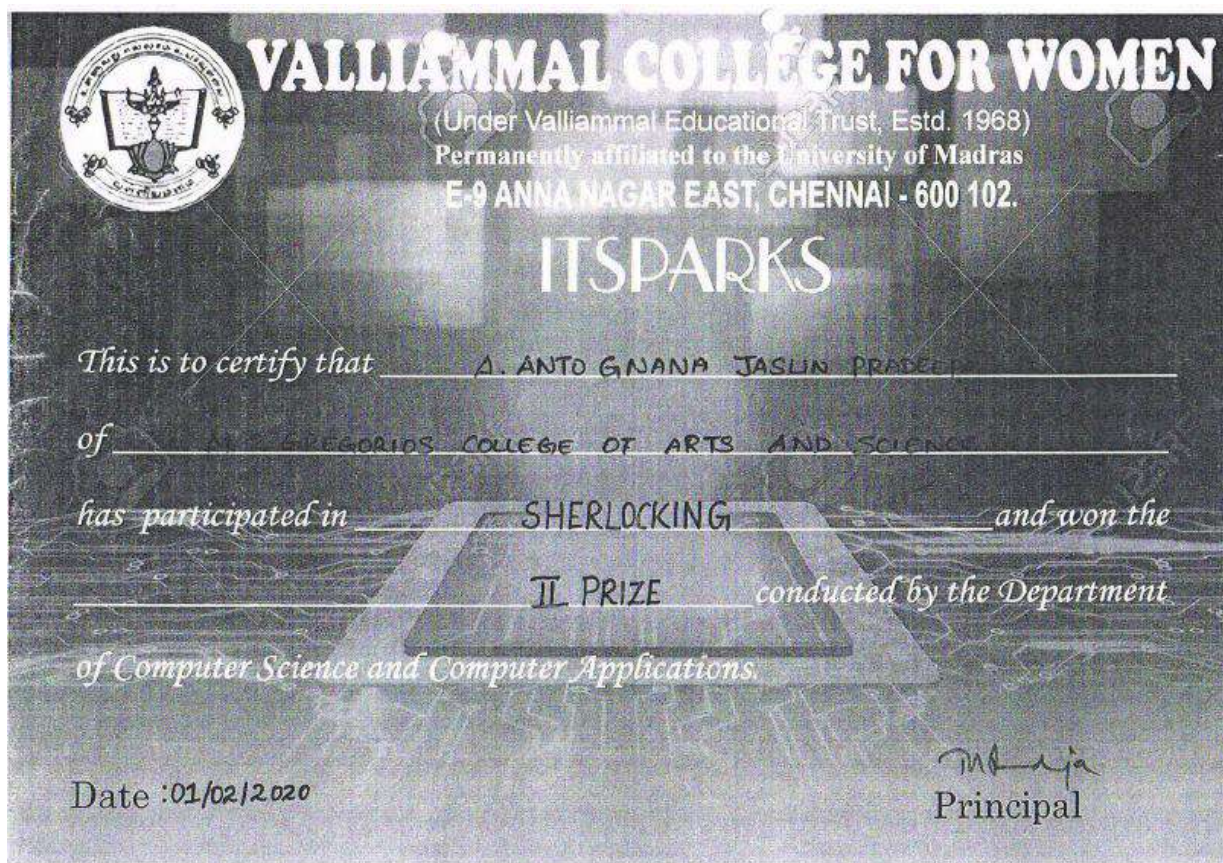 VALLIAMMAL COLLEGE FOR WOMEN
(Under Valliammal Educational Trust, Estd. 1968)
Permanently affiliated to the University of Madras
E-9 ANNA NAGAR EAST, CHENNAI - 600 102.
ITSPARKS
This is to certify that A. ANTO GNANA JASLIN
of GREGORIOS COLLEGE OF ARTS AND SCIENCE
has participated in SHERLOCKING and won the
II PRIZE conducted by the Department
of Computer Science and Computer Applications.
Date :01/02/2020
Principal